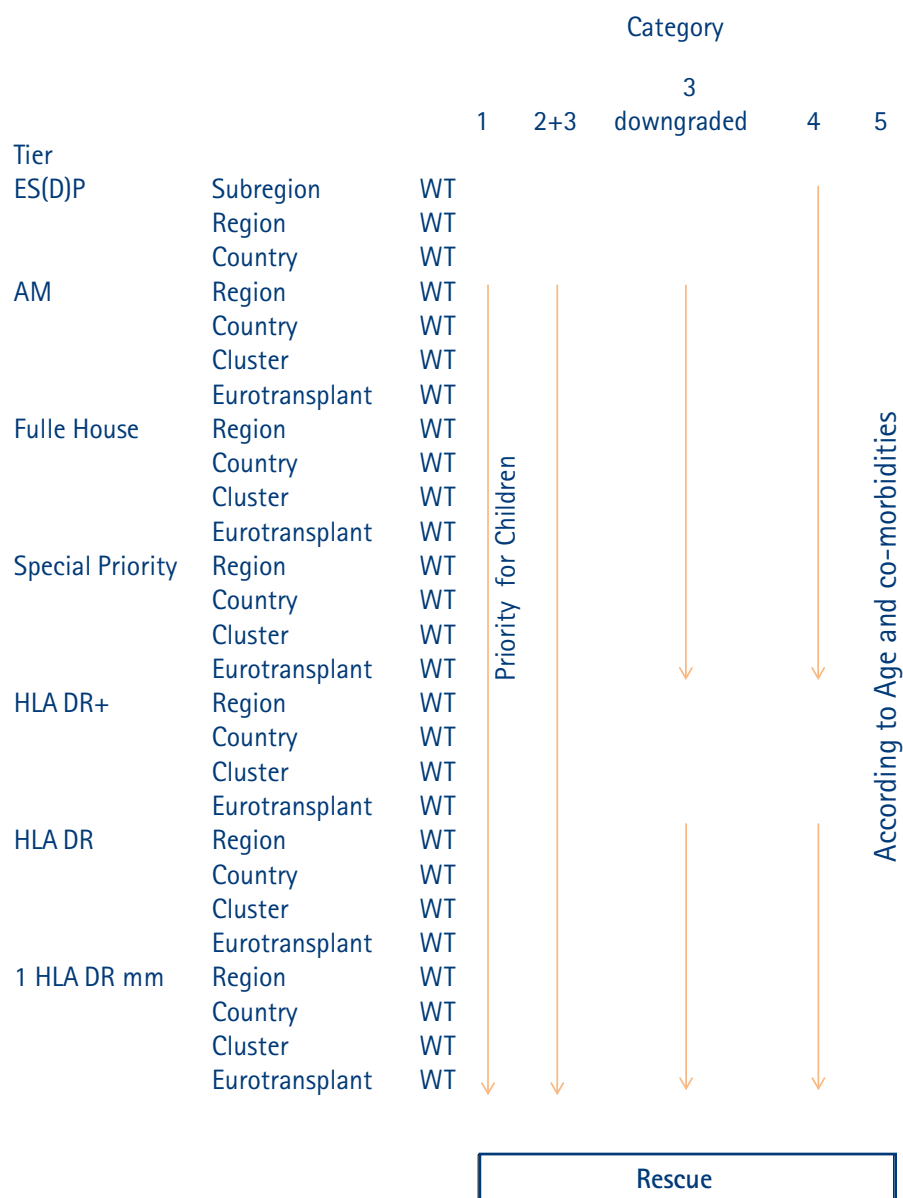 Category
3
1 2+3 downgraded 4 5
Tier
ES(D)P Subregion WT
Region WT
Country WT
AM Region WT
Country WT
Cluster WT
Eurotransplant WT
Fulle House Region WT
Country WT
Cluster WT
Eurotransplant WT
Special Priority Region WT
Country WT
Cluster WT
Eurotransplant WT
HLA DR+ Region WT
Country WT
Cluster WT
Eurotransplant WT
HLA DR Region WT
Country WT
Cluster WT
Eurotransplant WT
1 HLA DR mm Region WT
Country WT
Cluster WT
Eurotransplant WT
Priority for Children
According to Age and co-morbidities
Rescue